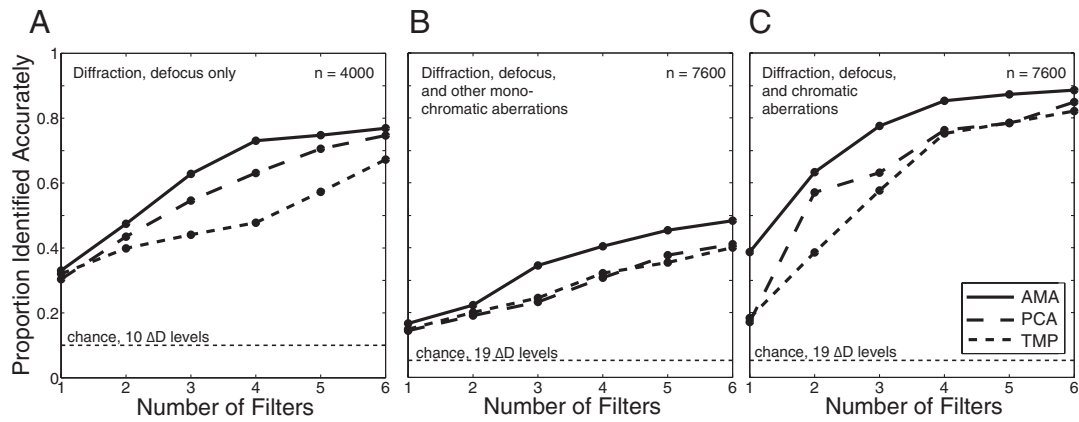 A
B
C
Proportion Identified Accurately
1
0.8
0.6
0.4
0.2
0
Diffraction, defocus only
n = 4000
chance, 10 ΔD levels
1 2 3 4 5 6
Number of Filters
Diffraction, defocus,
and other mono-
chromatic aberrations
n = 7600
chance, 19 ΔD levels
1 2 3 4 5 6
Number of Filters
Diffraction, defocus,
and chromatic
aberrations
n = 7600
AMA
PCA
TMP
chance, 19 ΔD levels
1 2 3 4 5 6
Number of Filters